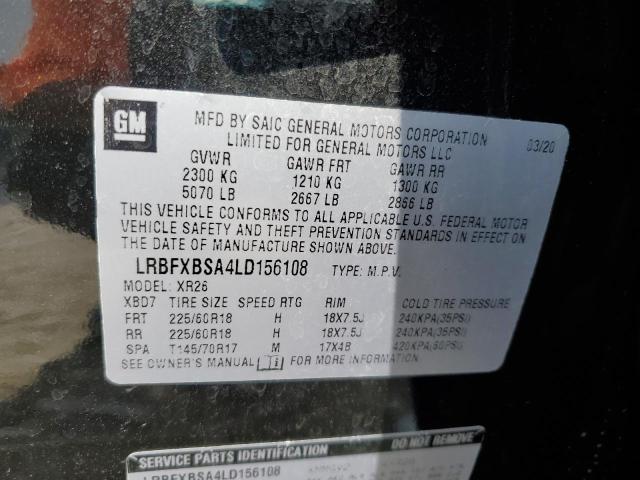 GM
MFD BY SAIC GENERAL MOTORS CORPORATION 03/20
LIMITED FOR GENERAL MOTORS LLC
GVWR GAWR FRT GAWR RR
2300 KG 1210 KG 1300 KG
5070 LB 2667 LB 2866 LB
THIS VEHICLE CONFORMS TO ALL APPLICABLE U.S. FEDERAL MOTOR
VEHICLE SAFETY AND THEFT PREVENTION STANDARDS IN EFFECT ON
THE DATE OF MANUFACTURE SHOWN ABOVE.
LRBFXBSA4LD156108 TYPE: M.P.V.
MODEL: XR26
XBD7 TIRE SIZE SPEED RTG RIM COLD TIRE PRESSURE
FRT 225/60R18 H 18X7.5J 240KPA(35PSI)
RR 225/60R18 H 18X7.5J 240KPA(35PSI)
SPA T145/70R17 M 17X4B 420KPA(60PSI)
SEE OWNER'S MANUAL
SERVICE PARTS IDENTIFICATION DO NOT REMOVE
LRBFXBSA4LD156108